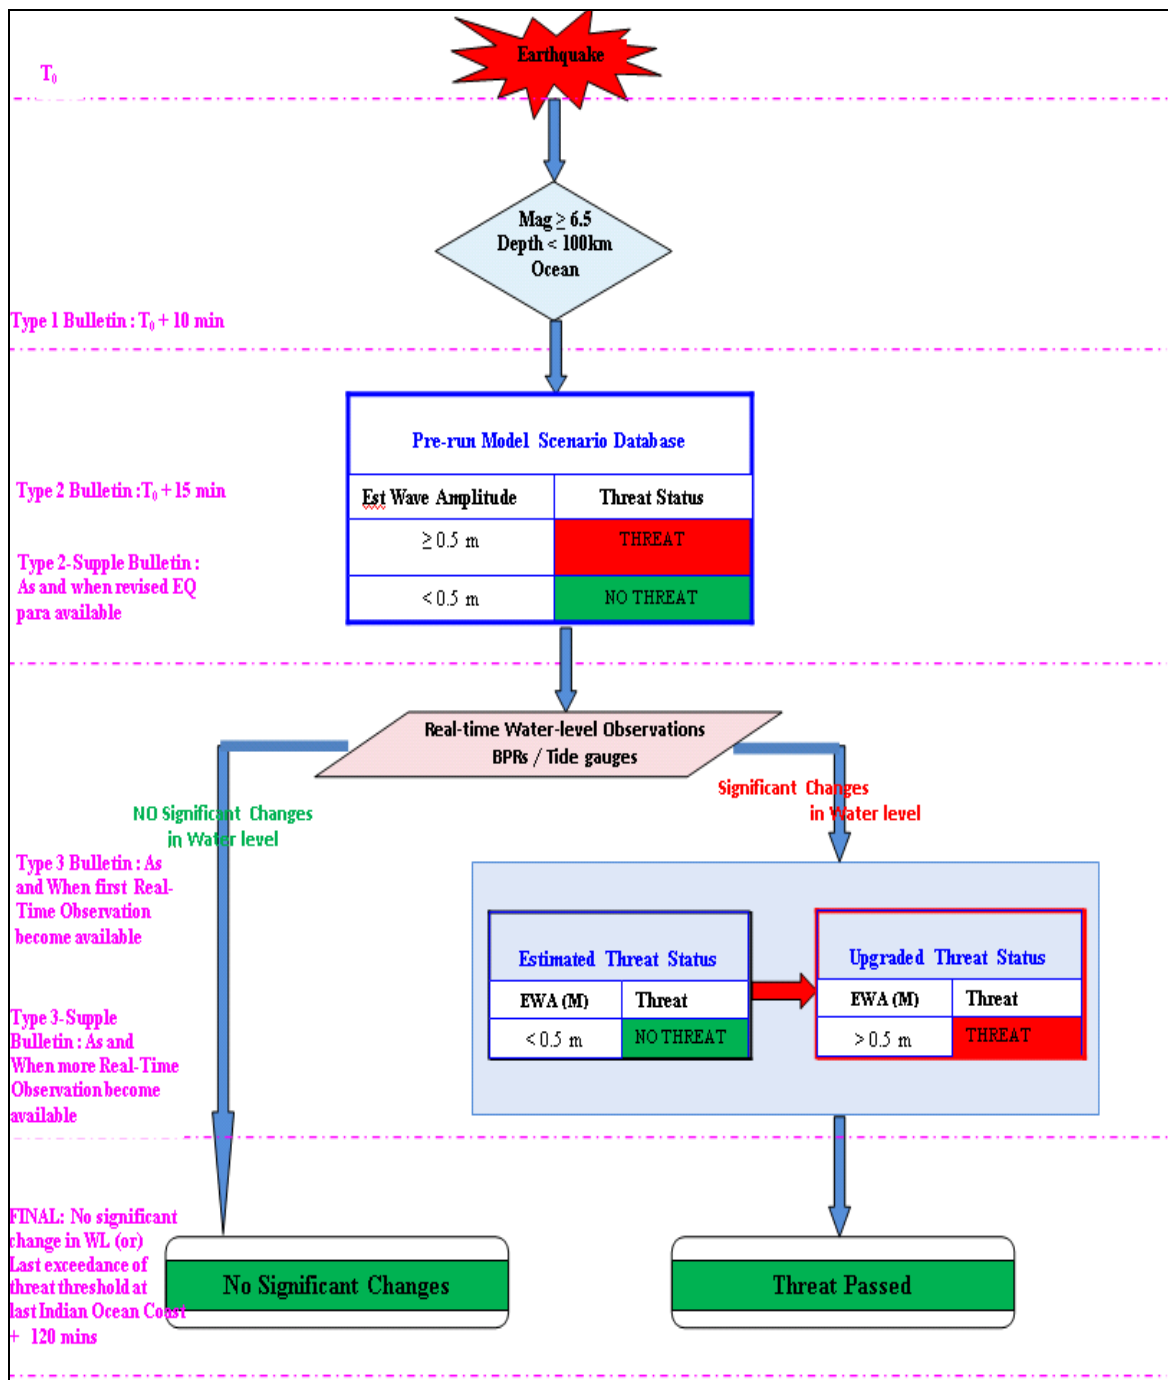 Earthquake
T₀
Mag ≥ 6.5
Depth < 100km
Ocean
Type 1 Bulletin : T₀ + 10 min
Pre-run Model Scenario Database
Est Wave Amplitude Threat Status
≥ 0.5 m THREAT
< 0.5 m NO THREAT
Type 2 Bulletin :T₀ + 15 min
Type 2-Supple Bulletin :
As and when revised EQ
para available
Real-time Water-level Observations
BPRs / Tide gauges
NO Significant Changes
in Water level
Significant Changes
in Water level
Type 3 Bulletin : As
and When first Real-
Time Observation
become available
Type 3-Supple
Bulletin : As and
When more Real-Time
Observation become
available
Estimated Threat Status
EWA (M) Threat
< 0.5 m NO THREAT
Upgraded Threat Status
EWA (M) Threat
> 0.5 m THREAT
FINAL: No significant
change in WL (or)
Last exceedance of
threat threshold at
last Indian Ocean Coast
+ 120 mins
No Significant Changes
Threat Passed